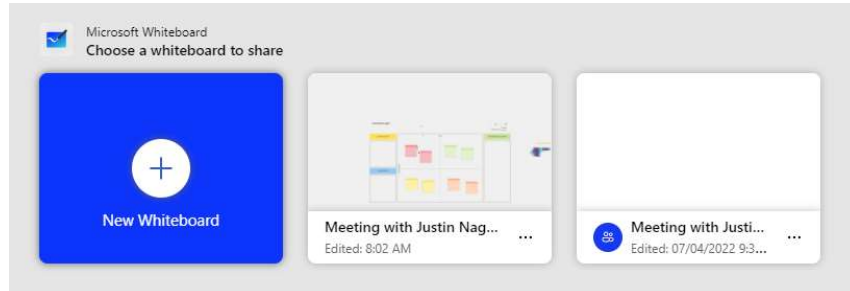 Microsoft Whiteboard
Choose a whiteboard to share
New Whiteboard
Meeting with Justin Nag...
Edited: 8:02 AM
Meeting with Justi...
Edited: 07/04/2022 9:3...